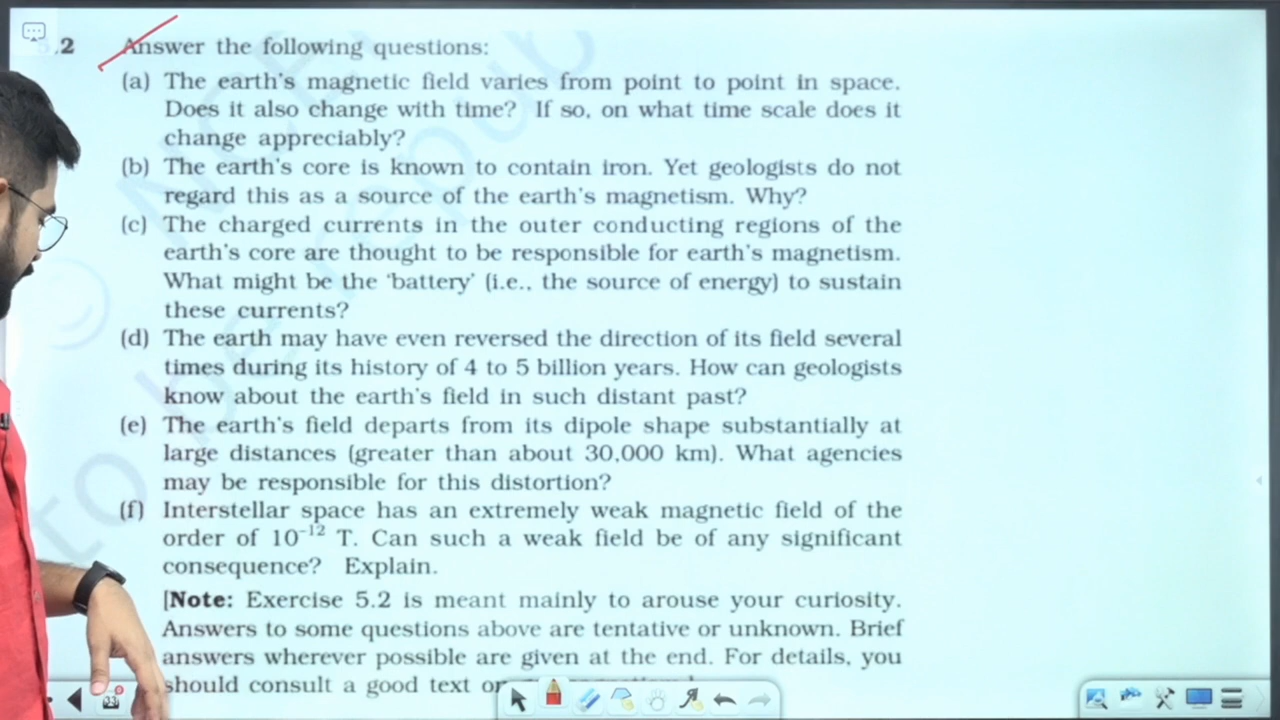 .2 Answer the following questions:
(a) The earth's magnetic field varies from point to point in space.
Does it also change with time? If so, on what time scale does it
change appreciably?
(b) The earth's core is known to contain iron. Yet geologists do not
regard this as a source of the earth's magnetism. Why?
(c) The charged currents in the outer conducting regions of the
earth's core are thought to be responsible for earth's magnetism.
What might be the 'battery' (i.e., the source of energy) to sustain
these currents?
(d) The earth may have even reversed the direction of its field several
times during its history of 4 to 5 billion years. How can geologists
know about the earth's field in such distant past?
(e) The earth's field departs from its dipole shape substantially at
large distances (greater than about 30,000 km). What agencies
may be responsible for this distortion?
(f) Interstellar space has an extremely weak magnetic field of the
order of 10⁻¹² T. Can such a weak field be of any significant
consequence? Explain.
[Note: Exercise 5.2 is meant mainly to arouse your curiosity.
Answers to some questions above are tentative or unknown. Brief
answers wherever possible are given at the end. For details, you
should consult a good text on